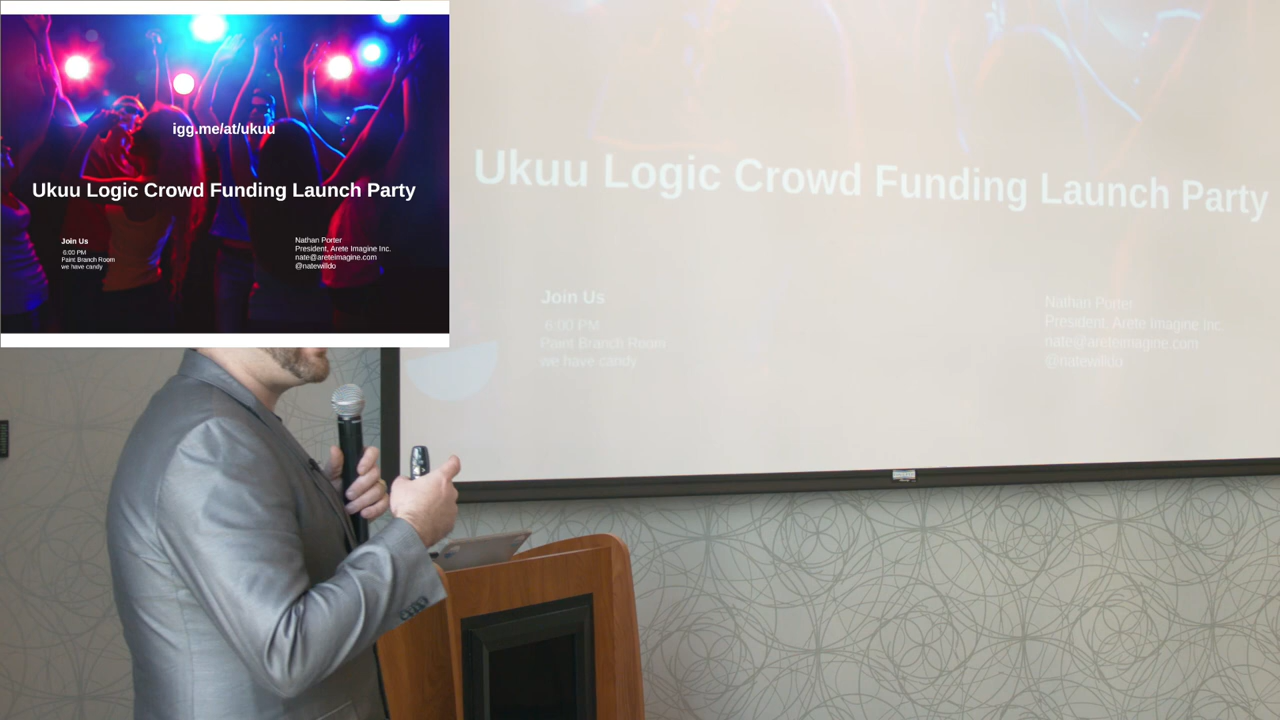 igg.me/at/ukuu
Ukuu Logic Crowd Funding Launch Party
Join Us
6:00 PM
Paint Branch Room
we have candy
Nathan Porter
President, Arete Imagine Inc.
nate@areteimagine.com
@natewilldo
Ukuu Logic Crowd Funding Launch Party
Join Us
6:00 PM
Paint Branch Room
we have candy
Nathan Porter
President, Arete Imagine Inc.
nate@areteimagine.com
@natewilldo